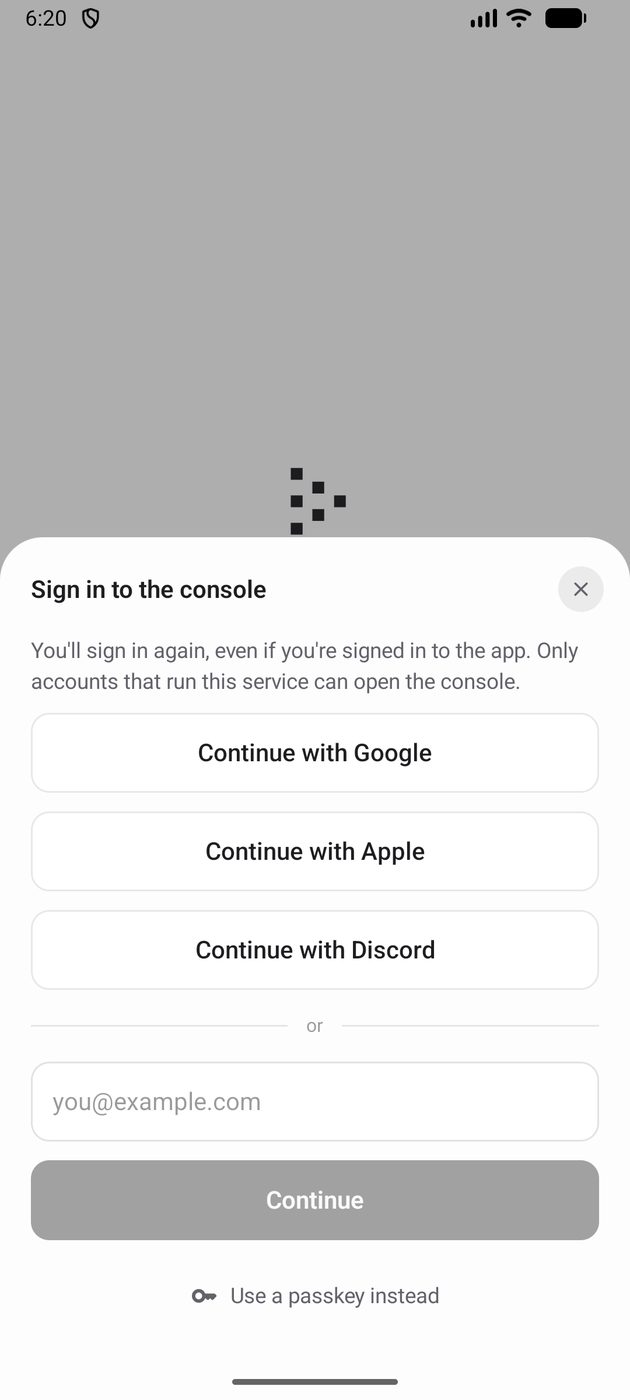 6:20
Sign in to the console
You'll sign in again, even if you're signed in to the app. Only
accounts that run this service can open the console.
Continue with Google
Continue with Apple
Continue with Discord
or
you@example.com
Continue
Use a passkey instead